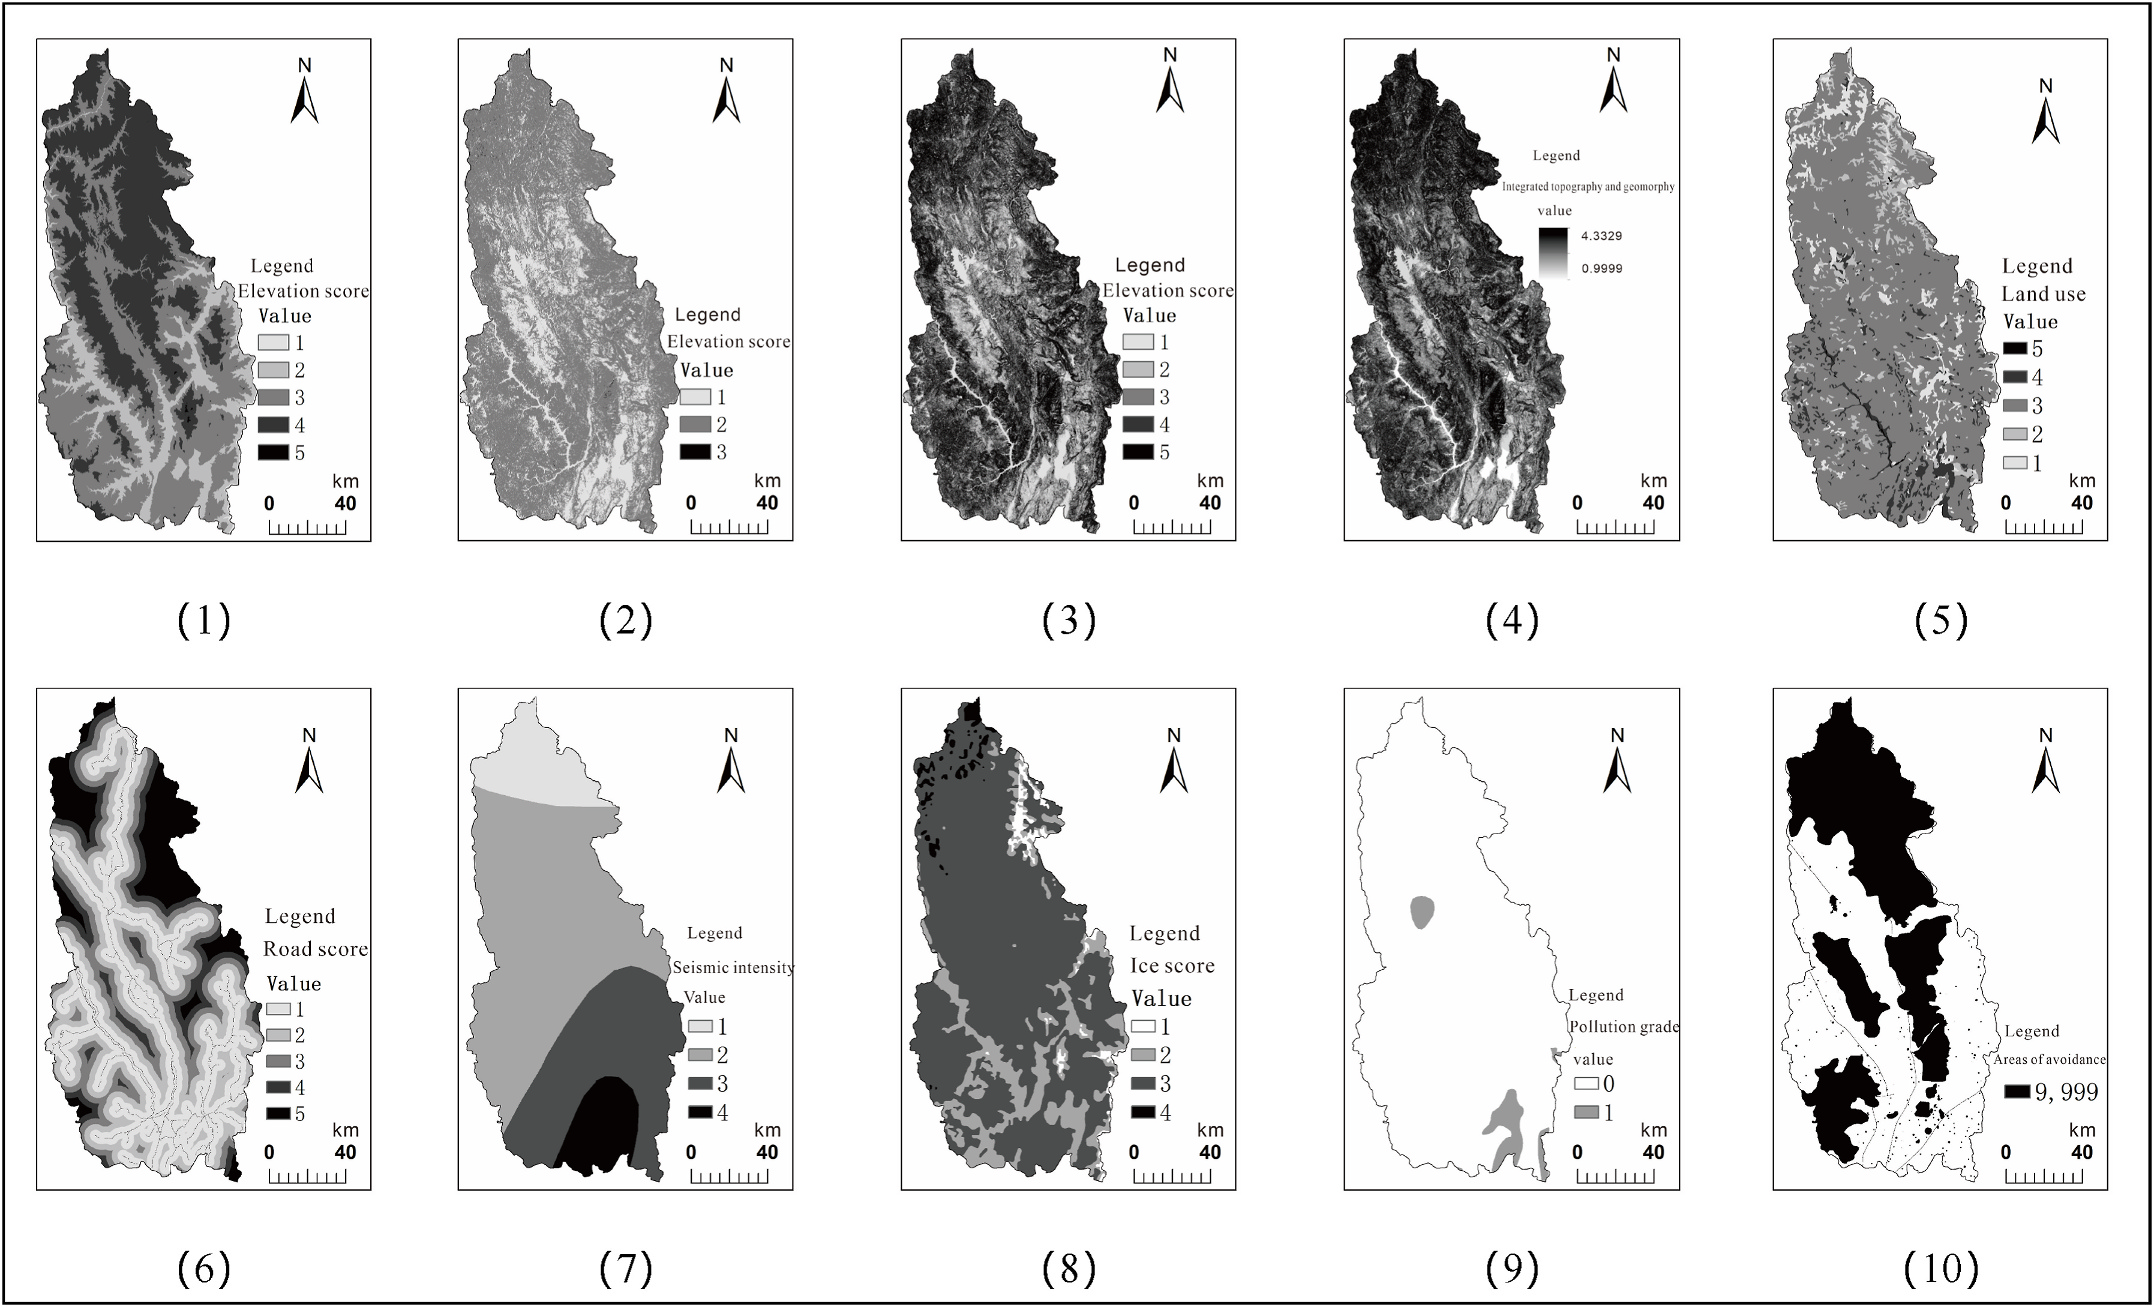 N
Legend
Elevation score
Value
1
2
3
4
5
km
0 40
(1)
N
Legend
Elevation score
Value
1
2
3
km
0 40
(2)
N
Legend
Elevation score
Value
1
2
3
4
5
km
0 40
(3)
N
Legend
Integrated topography and geomorphy
value
4.3329
0.9999
km
0 40
(4)
N
Legend
Land use
Value
5
4
3
2
1
km
0 40
(5)
N
Legend
Road score
Value
1
2
3
4
5
km
0 40
(6)
N
Legend
Seismic intensity
Value
1
2
3
4
km
0 40
(7)
N
Legend
Ice score
Value
1
2
3
4
km
0 40
(8)
N
Legend
Pollution grade
value
0
1
km
0 40
(9)
N
Legend
Areas of avoidance
9,999
km
0 40
(10)